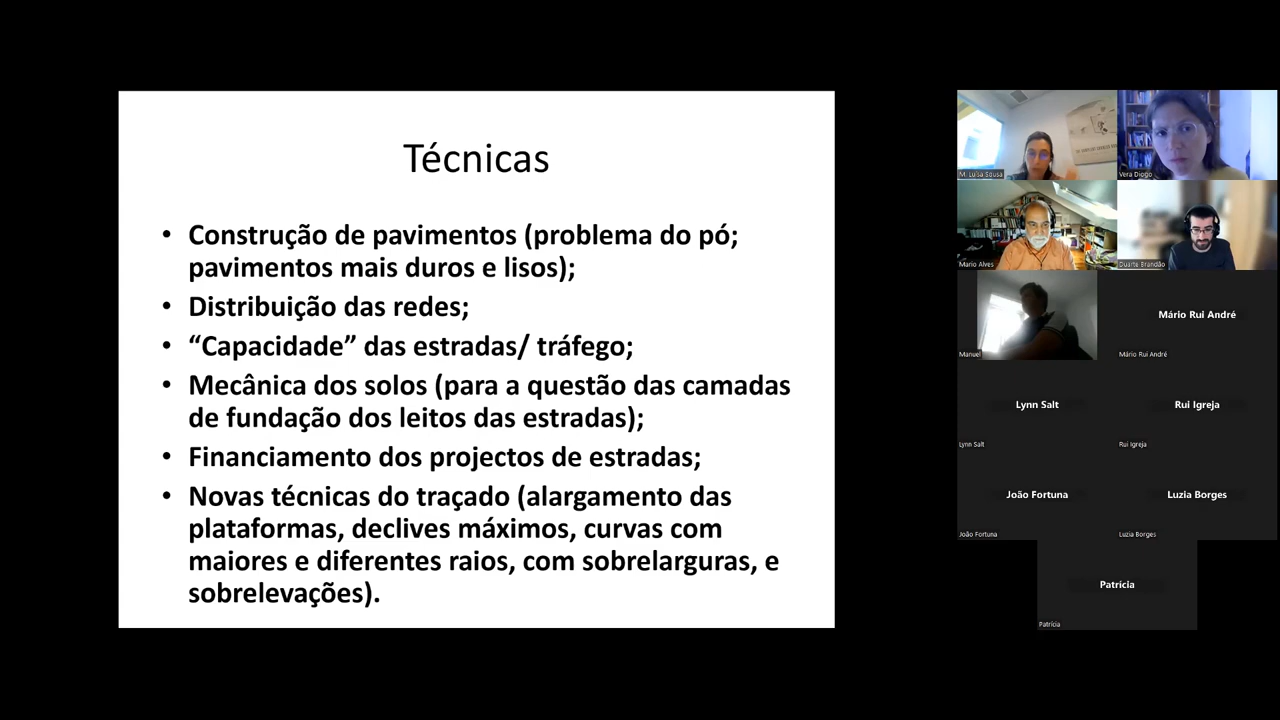 Técnicas
• Construção de pavimentos (problema do pó;
pavimentos mais duros e lisos);
• Distribuição das redes;
• “Capacidade” das estradas/ tráfego;
• Mecânica dos solos (para a questão das camadas
de fundação dos leitos das estradas);
• Financiamento dos projectos de estradas;
• Novas técnicas do traçado (alargamento das
plataformas, declives máximos, curvas com
maiores e diferentes raios, com sobrelarguras, e
sobrelevações).
M. Luísa Sousa
Vera Diogo
Mario Alves
Duarte Brandão
Manuel
Mário Rui André
Mário Rui André
Lynn Salt
Lynn Salt
Rui Igreja
Rui Igreja
João Fortuna
João Fortuna
Luzia Borges
Luzia Borges
Patrícia
Patrícia